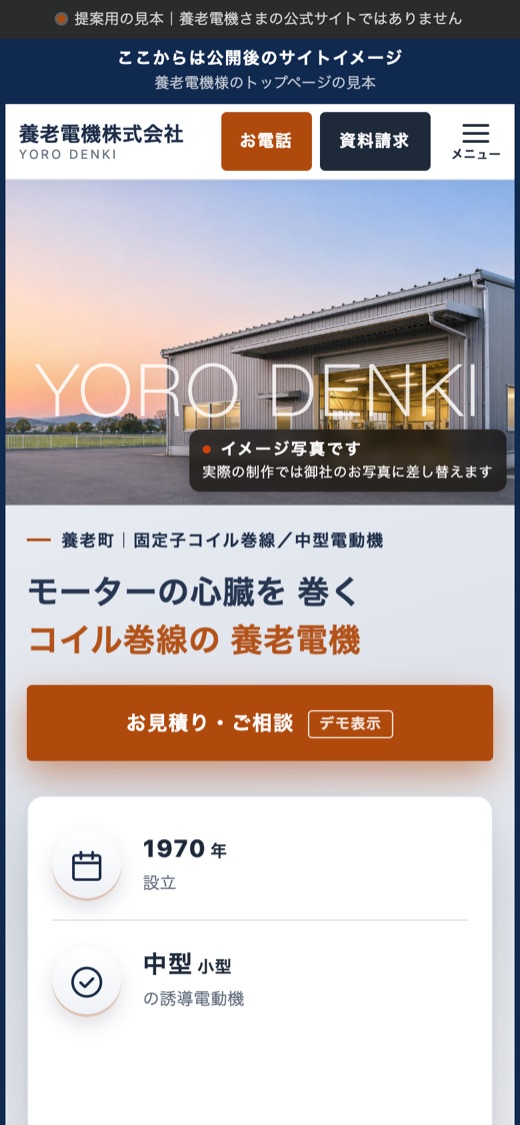 提案用の見本｜養老電機さまの公式サイトではありません
ここからは公開後のサイトイメージ
養老電機様のトップページの見本
養老電機株式会社
YORO DENKI
お電話
資料請求
メニュー
YORO DENKI
イメージ写真です
実際の制作では御社のお写真に差し替えます
養老町｜固定子コイル巻線／中型電動機
モーターの心臓を 巻く
コイル巻線の 養老電機
お見積り・ご相談 デモ表示
1970 年
設立
中型 小型
の誘導電動機